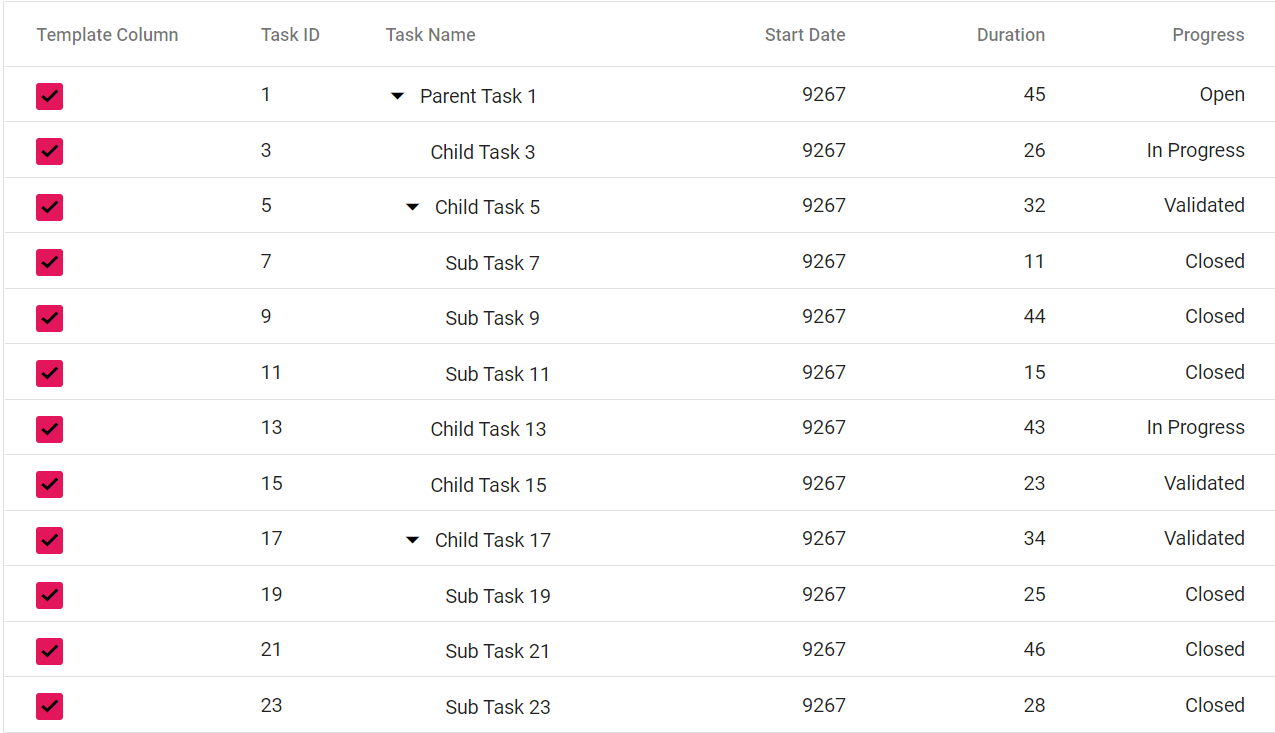 Template Column Task ID Task Name Start Date Duration Progress
1 Parent Task 1 9267 45 Open
3 Child Task 3 9267 26 In Progress
5 Child Task 5 9267 32 Validated
7 Sub Task 7 9267 11 Closed
9 Sub Task 9 9267 44 Closed
11 Sub Task 11 9267 15 Closed
13 Child Task 13 9267 43 In Progress
15 Child Task 15 9267 23 Validated
17 Child Task 17 9267 34 Validated
19 Sub Task 19 9267 25 Closed
21 Sub Task 21 9267 46 Closed
23 Sub Task 23 9267 28 Closed